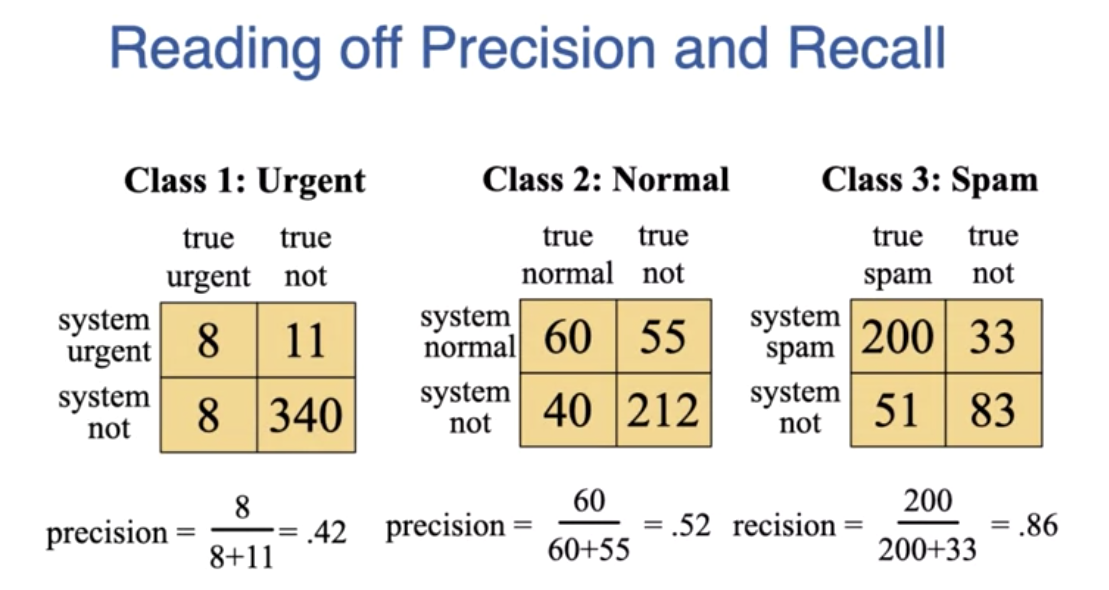 Reading off Precision and Recall
Class 1: Urgent
true true
urgent not
system
urgent 8 11
system
not 8 340
precision = 8 / 8+11 = .42
Class 2: Normal
true true
normal not
system
normal 60 55
system
not 40 212
precision = 60 / 60+55 = .52
Class 3: Spam
true true
spam not
system
spam 200 33
system
not 51 83
recision = 200 / 200+33 = .86